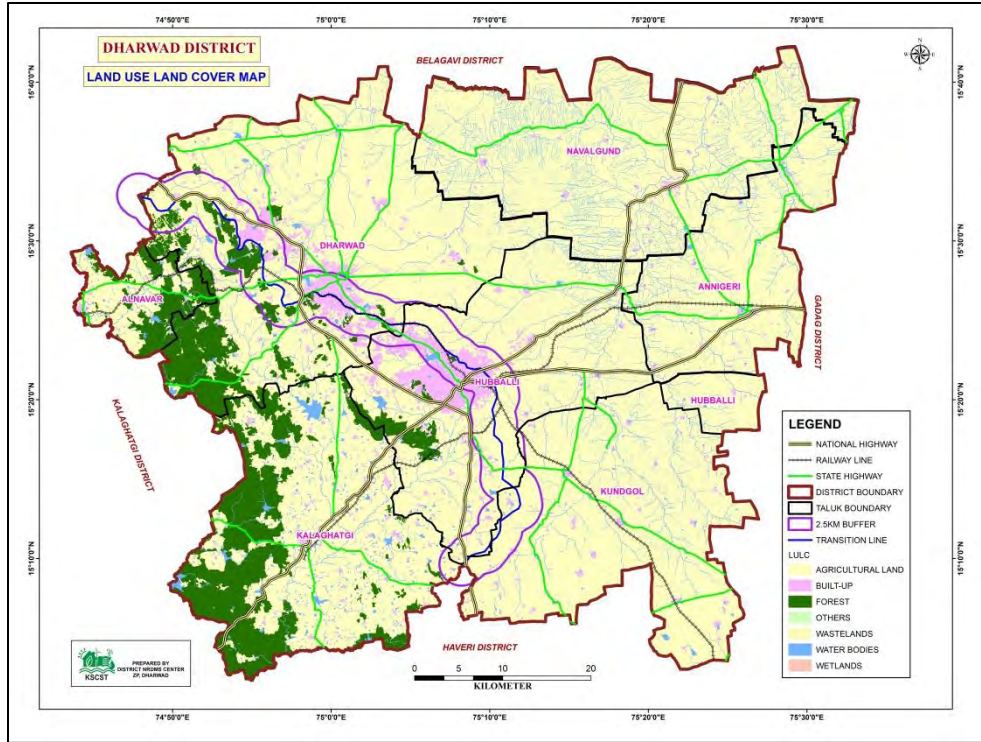 74°50'0"E 75°0'0"E 75°10'0"E 75°20'0"E 75°30'0"E
DHARWAD DISTRICT
LAND USE LAND COVER MAP
BELAGAVI DISTRICT
N
W E
S
15°40'0"N
15°40'0"N
NAVALGUND
15°30'0"N
15°30'0"N
DHARWAD
ALNAVAR
ANNIGERI
GADAG DISTRICT
HUBBALLI
HUBBALLI
15°20'0"N
15°20'0"N
KALAGHATGI DISTRICT
KUNDGOL
KALAGHATGI
15°10'0"N
15°10'0"N
LEGEND
NATIONAL HIGHWAY
RAILWAY LINE
STATE HIGHWAY
DISTRICT BOUNDARY
TALUK BOUNDARY
2.5KM BUFFER
TRANSITION LINE
LULC
AGRICULTURAL LAND
BUILT-UP
FOREST
OTHERS
WASTELANDS
WATER BODIES
WETLANDS
HAVERI DISTRICT
KSCST
PREPARED BY
DISTRICT NRDMS CENTER
ZP, DHARWAD
0 5 10 20
KILOMETER
74°50'0"E 75°0'0"E 75°10'0"E 75°20'0"E 75°30'0"E